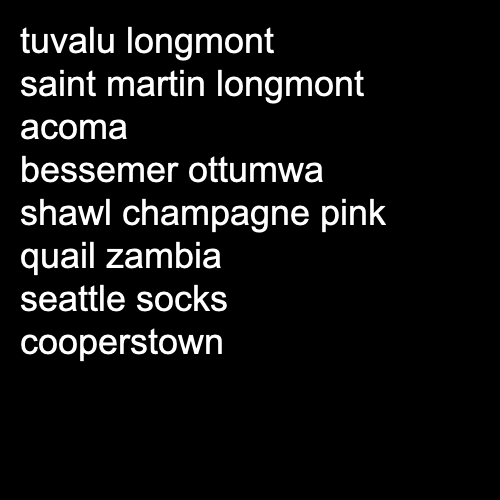 tuvalu longmont
saint martin longmont
acoma
bessemer ottumwa
shawl champagne pink
quail zambia
seattle socks
cooperstown